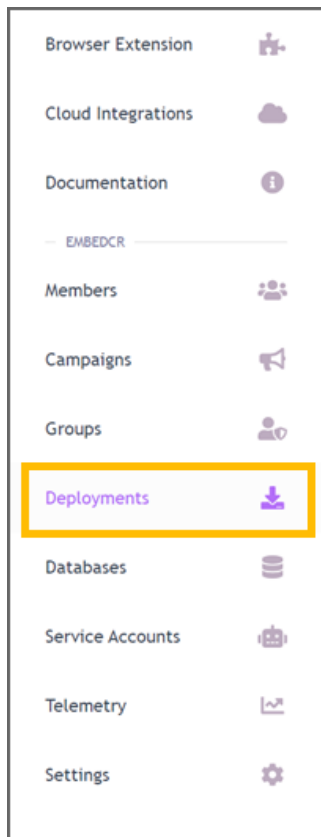 Browser Extension
Cloud Integrations
Documentation
EMBEDCR
Members
Campaigns
Groups
Deployments
Databases
Service Accounts
Telemetry
Settings